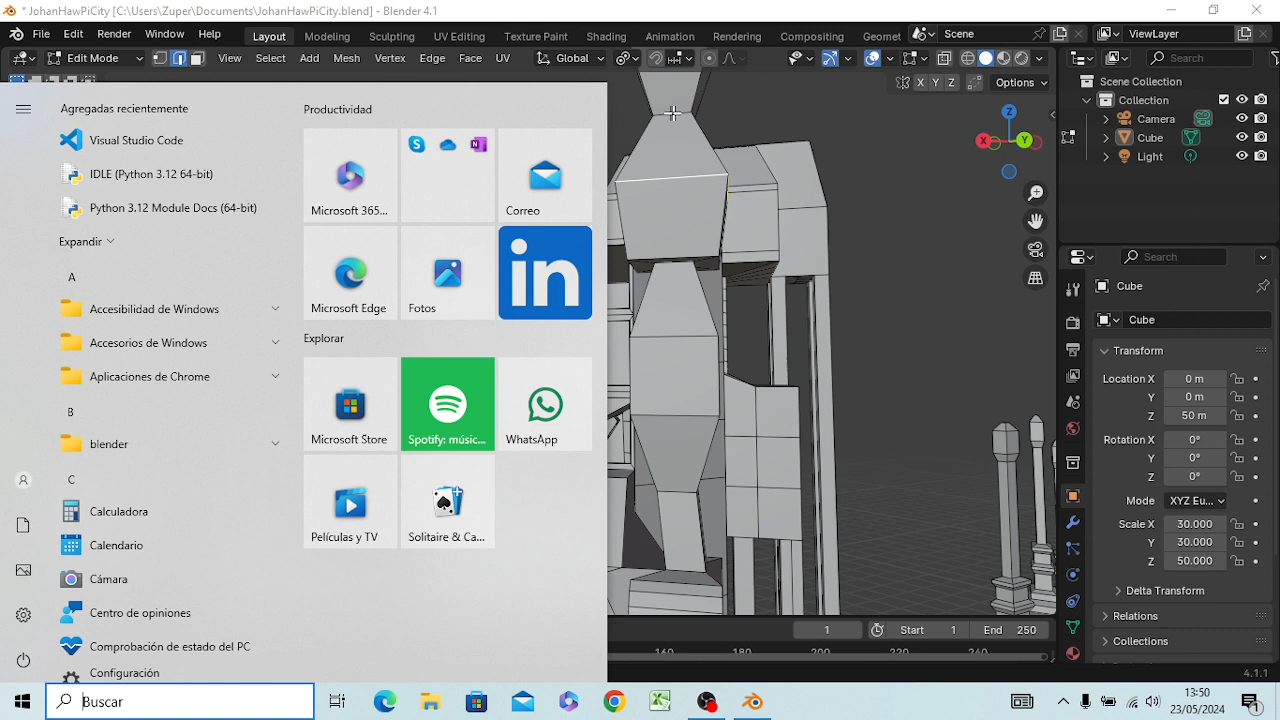 * JohanHawPiCity [C:\Users\Zuper\Documents\JohanHawPiCity.blend] - Blender 4.1
File Edit Render Window Help Layout Modeling Sculpting UV Editing Texture Paint Shading Animation Rendering Compositing Geomet Scene ViewLayer
Edit Mode View Select Add Mesh Vertex Edge Face UV Global Search
X Y Z Options
Scene Collection
Collection
Camera
Cube
Light
Z
X Y
Search
Cube
Cube
Transform
Location X 0 m
Y 0 m
Z 50 m
Rotation X 0°
Y 0°
Z 0°
Mode XYZ Eu...
Scale X 30.000
Y 30.000
Z 50.000
Delta Transform
Relations
Collections
1 Start 1 End 250
160 180 200 220 240
4.1.1
Agregadas recientemente
Visual Studio Code
IDLE (Python 3.12 64-bit)
Python 3.12 Module Docs (64-bit)
Expandir
A
Accesibilidad de Windows
Accesorios de Windows
Aplicaciones de Chrome
B
blender
C
Calculadora
Calendario
Cámara
Centro de opiniones
Comprobación de estado del PC
Configuración
Productividad
Microsoft 365...
Correo
Microsoft Edge
Fotos
in
Explorar
Microsoft Store
Spotify: músic...
WhatsApp
Películas y TV
Solitaire & Ca...
Buscar
13:50
23/05/2024
1